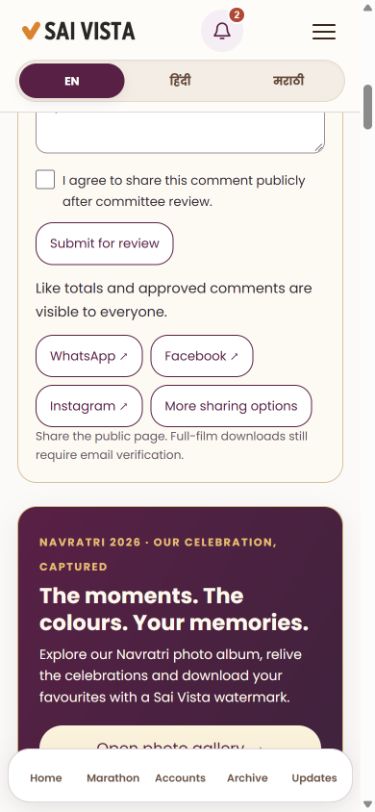 SAI VISTA
2
EN
हिंदी
मराठी
I agree to share this comment publicly
after committee review.
Submit for review
Like totals and approved comments are
visible to everyone.
WhatsApp ↗
Facebook ↗
Instagram ↗
More sharing options
Share the public page. Full-film downloads still
require email verification.
NAVRATRI 2026 · OUR CELEBRATION,
CAPTURED
The moments. The
colours. Your memories.
Explore our Navratri photo album, relive
the celebrations and download your
favourites with a Sai Vista watermark.
Open photo gallery
Home
Marathon
Accounts
Archive
Updates